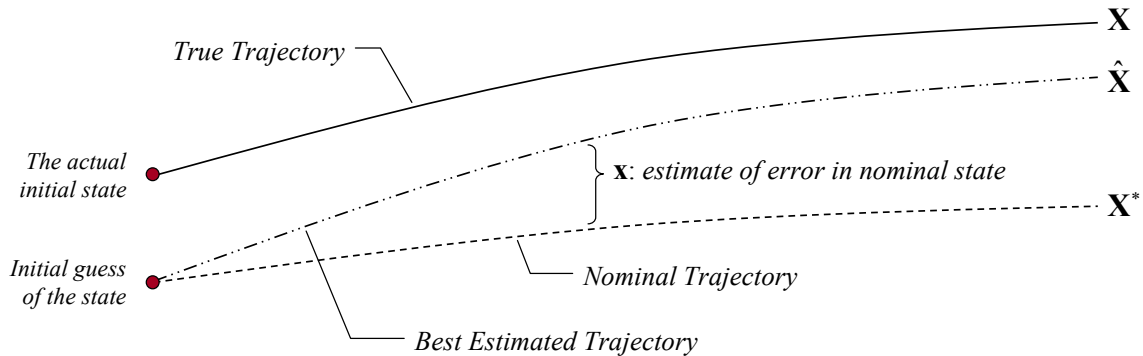 X
True Trajectory
X̂
The actual
initial state
x: estimate of error in nominal state
X*
Initial guess
of the state
Nominal Trajectory
Best Estimated Trajectory